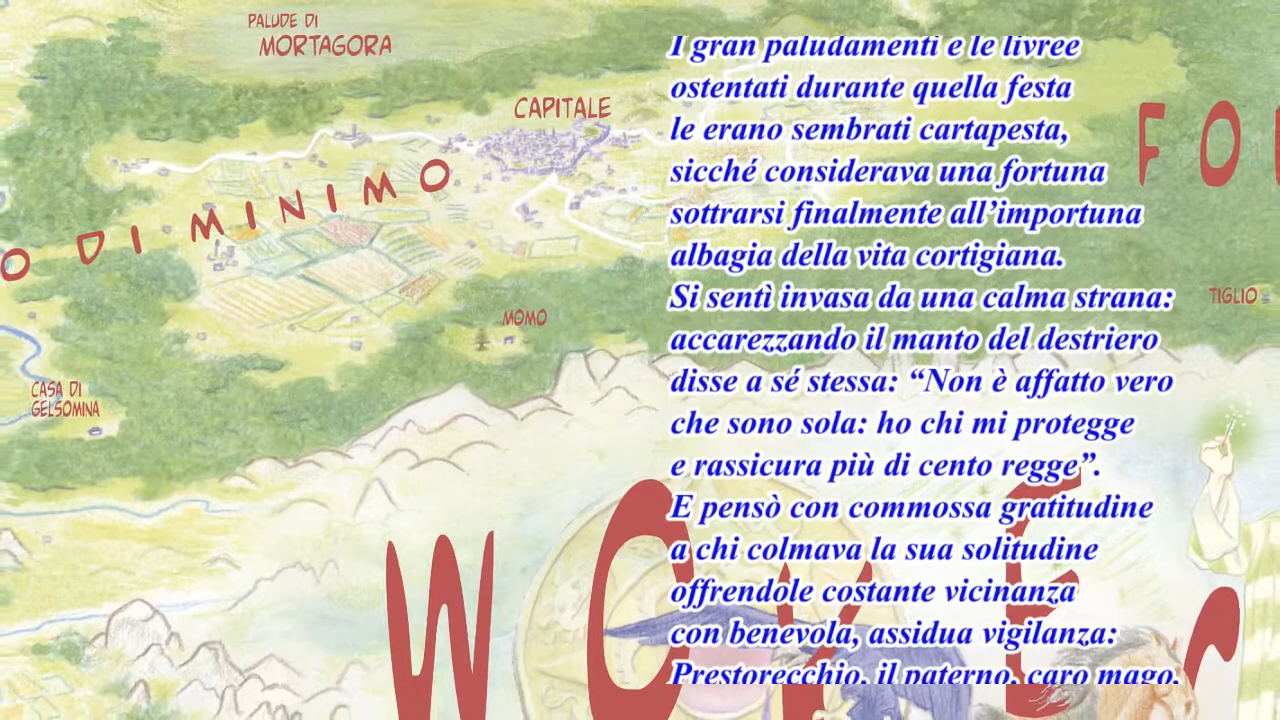 PALUDE DI
MORTAGORA
CAPITALE
O DI MINIMO
MOMO
CASA DI
GELSOMINA
TIGLIO
I gran paludamenti e le livree
ostentati durante quella festa
le erano sembrati cartapesta,
sicché considerava una fortuna
sottrarsi finalmente all’importuna
albagia della vita cortigiana.
Si sentì invasa da una calma strana:
accarezzando il manto del destriero
disse a sé stessa: “Non è affatto vero
che sono sola: ho chi mi protegge
e rassicura più di cento regge”.
E pensò con commossa gratitudine
a chi colmava la sua solitudine
offrendole costante vicinanza
con benevola, assidua vigilanza:
Prestorecchio, il paterno, caro mago,